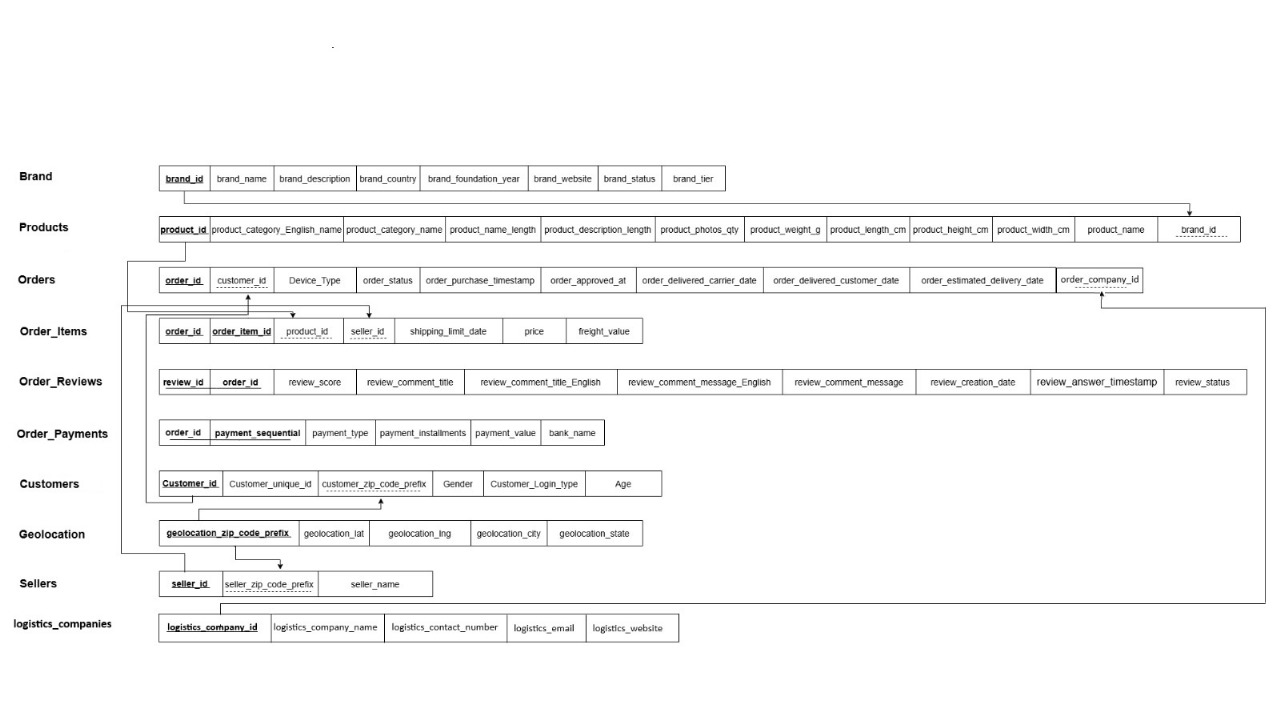 Brand
brand_id brand_name brand_description brand_country brand_foundation_year brand_website brand_status brand_tier
Products
product_id product_category_English_name product_category_name product_name_length product_description_length product_photos_qty product_weight_g product_length_cm product_height_cm product_width_cm product_name brand_id
Orders
order_id customer_id Device_Type order_status order_purchase_timestamp order_approved_at order_delivered_carrier_date order_delivered_customer_date order_estimated_delivery_date order_company_id
Order_Items
order_id order_item_id product_id seller_id shipping_limit_date price freight_value
Order_Reviews
review_id order_id review_score review_comment_title review_comment_title_English review_comment_message_English review_comment_message review_creation_date review_answer_timestamp review_status
Order_Payments
order_id payment_sequential payment_type payment_installments payment_value bank_name
Customers
Customer_id Customer_unique_id customer_zip_code_prefix Gender Customer_Login_type Age
Geolocation
geolocation_zip_code_prefix geolocation_lat geolocation_lng geolocation_city geolocation_state
Sellers
seller_id seller_zip_code_prefix seller_name
logistics_companies
logistics_company_id logistics_company_name logistics_contact_number logistics_email logistics_website